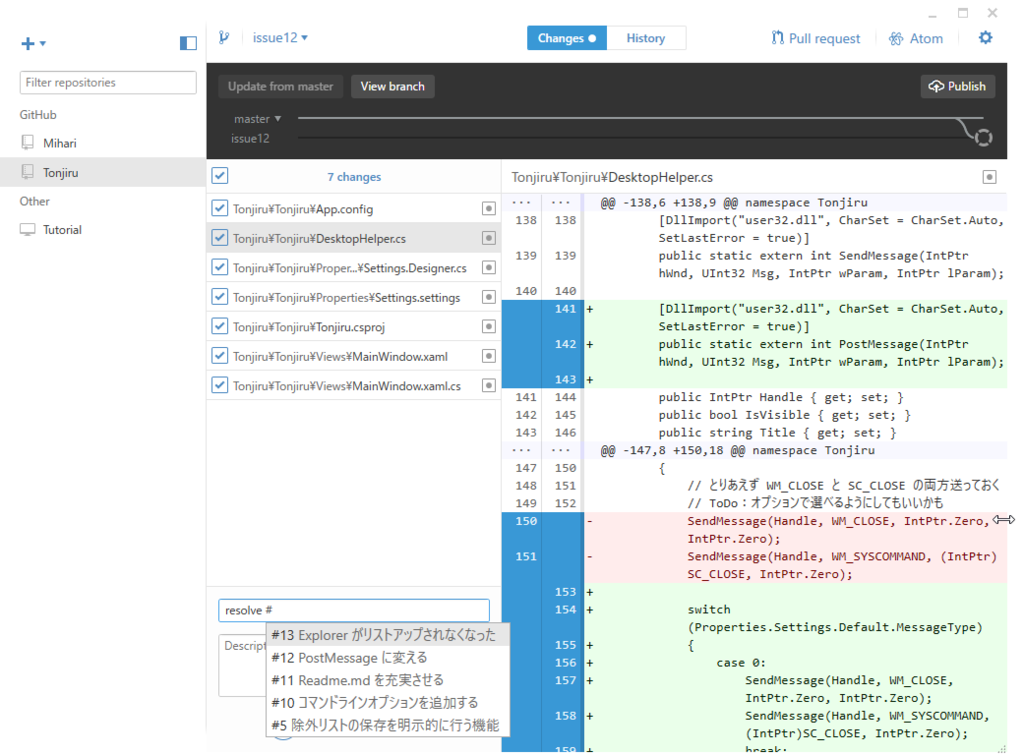 issue12
Changes
History
Pull request
Atom
Filter repositories
GitHub
Mihari
Tonjiru
Other
Tutorial
Update from master
View branch
Publish
master
issue12
7 changes
Tonjiru¥Tonjiru¥App.config
Tonjiru¥Tonjiru¥DesktopHelper.cs
Tonjiru¥Tonjiru¥Proper...¥Settings.Designer.cs
Tonjiru¥Tonjiru¥Properties¥Settings.settings
Tonjiru¥Tonjiru¥Tonjiru.csproj
Tonjiru¥Tonjiru¥Views¥MainWindow.xaml
Tonjiru¥Tonjiru¥Views¥MainWindow.xaml.cs
resolve #
Descript
#13 Explorer がリストアップされなくなった
#12 PostMessage に変える
#11 Readme.md を充実させる
#10 コマンドラインオプションを追加する
#5 除外リストの保存を明示的に行う機能
Tonjiru¥Tonjiru¥DesktopHelper.cs
... ... @@ -138,6 +138,9 @@ namespace Tonjiru
138 138 [DllImport("user32.dll", CharSet = CharSet.Auto,
SetLastError = true)]
139 139 public static extern int SendMessage(IntPtr
hWnd, UInt32 Msg, IntPtr wParam, IntPtr lParam);
140 140
141 + [DllImport("user32.dll", CharSet = CharSet.Auto,
SetLastError = true)]
142 + public static extern int PostMessage(IntPtr
hWnd, UInt32 Msg, IntPtr wParam, IntPtr lParam);
143 +
141 144 public IntPtr Handle { get; set; }
142 145 public bool IsVisible { get; set; }
143 146 public string Title { get; set; }
... ... @@ -147,8 +150,18 @@ namespace Tonjiru
147 150 {
148 151 // とりあえず WM_CLOSE と SC_CLOSE の両方送っておく
149 152 // ToDo：オプションで選べるようにしてもいいかも
150 - SendMessage(Handle, WM_CLOSE, IntPtr.Zero,
IntPtr.Zero);
151 - SendMessage(Handle, WM_SYSCOMMAND, (IntPtr)
SC_CLOSE, IntPtr.Zero);
153 +
154 + switch
(Properties.Settings.Default.MessageType)
155 + {
156 + case 0:
157 + SendMessage(Handle, WM_CLOSE,
IntPtr.Zero, IntPtr.Zero);
158 + SendMessage(Handle, WM_SYSCOMMAND,
(IntPtr)SC_CLOSE, IntPtr.Zero);
159 + break;